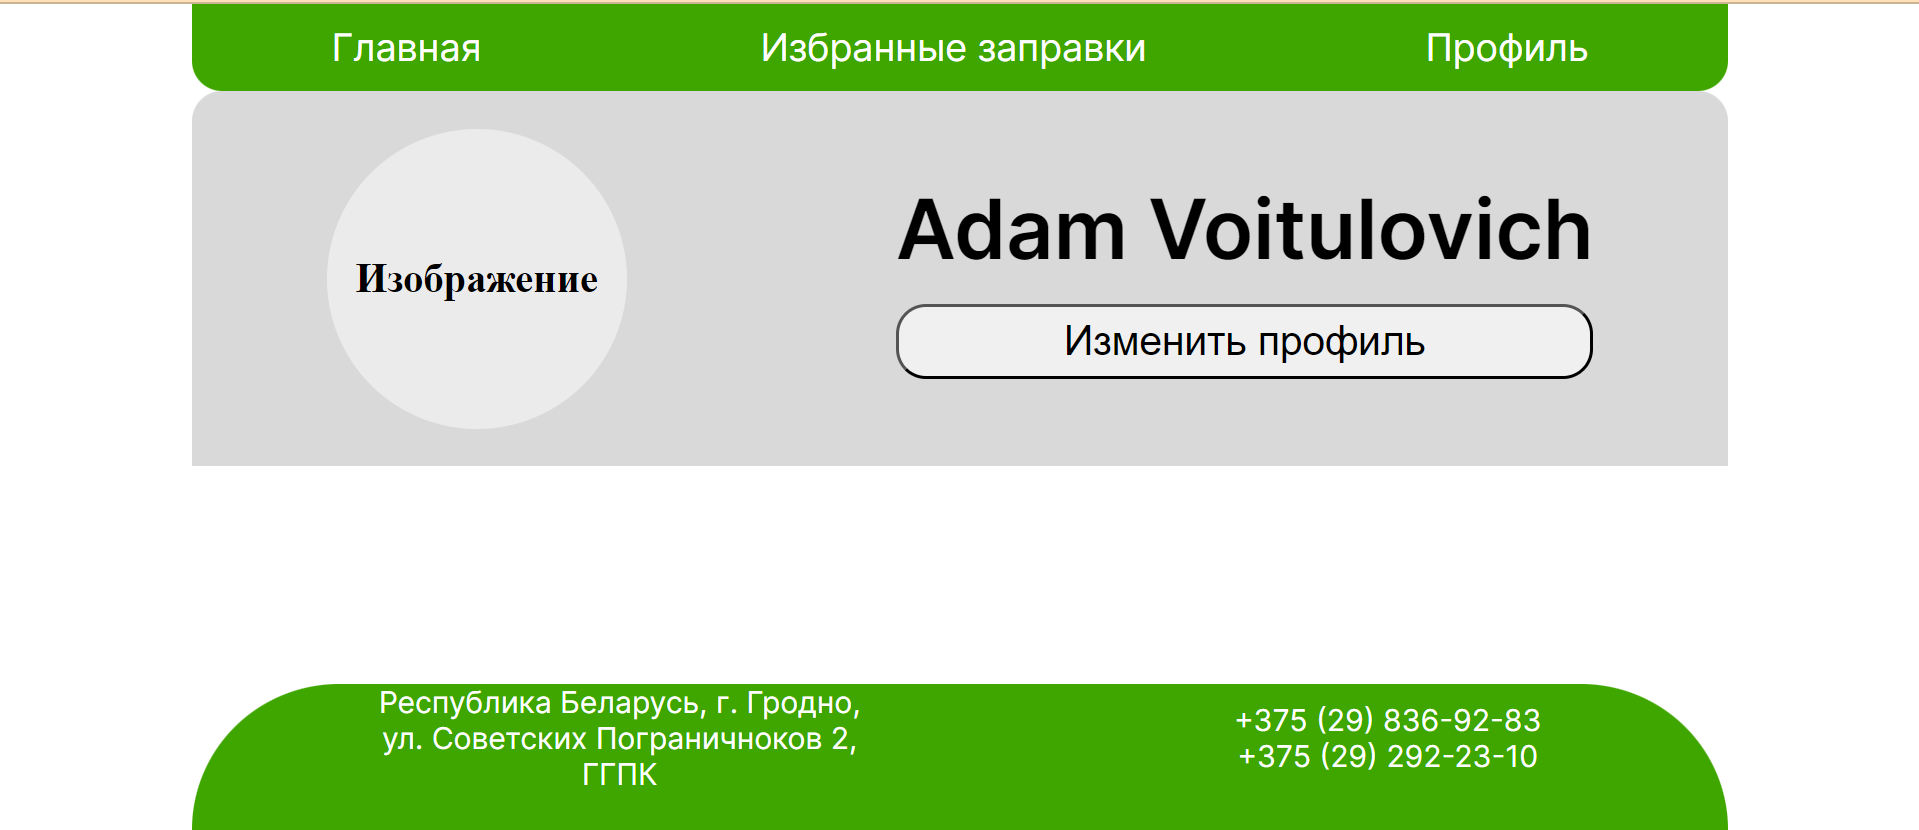 Главная Избранные заправки Профиль
Изображение
Adam Voitulovich
Изменить профиль
Республика Беларусь, г. Гродно,
ул. Советских Пограничноков 2,
ГГПК
+375 (29) 836-92-83
+375 (29) 292-23-10